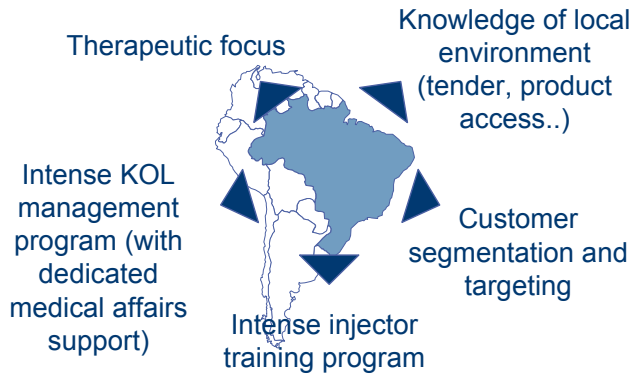 Therapeutic focus
Knowledge of local
environment
(tender, product
access..)
Intense KOL
management
program (with
dedicated
medical affairs
support)
Customer
segmentation and
targeting
Intense injector
training program